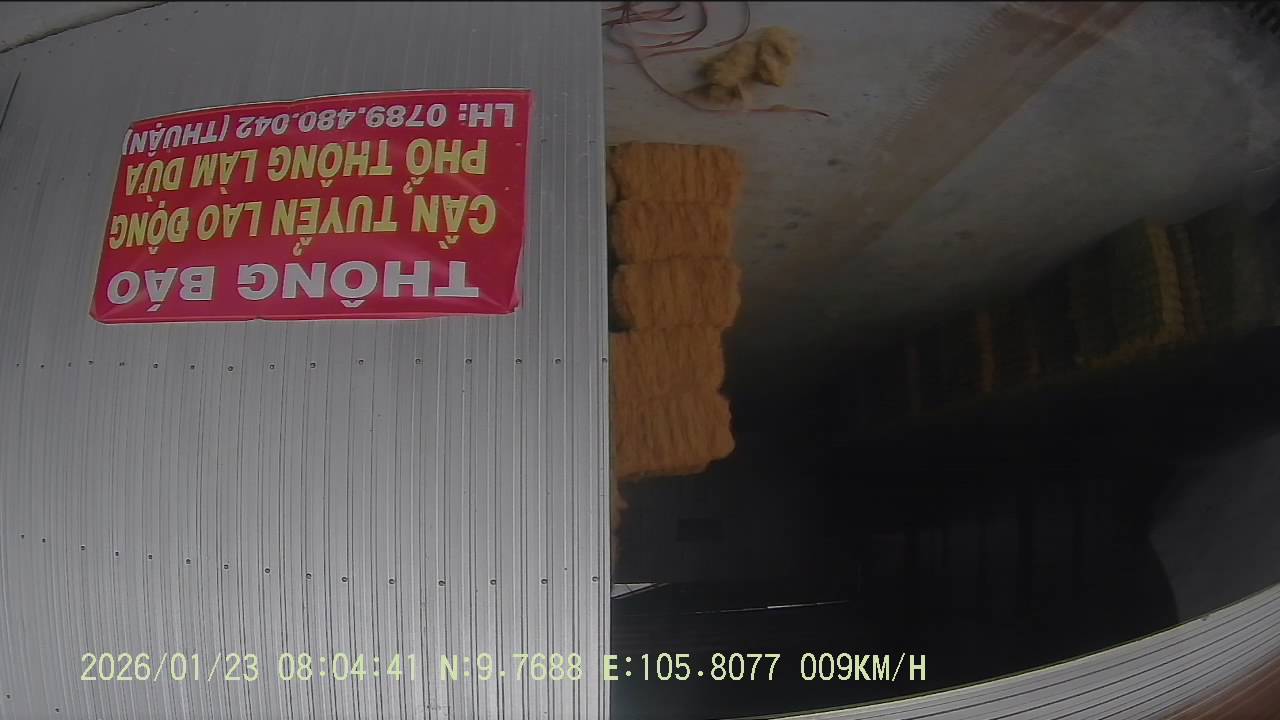 THÔNG BÁO
CẦN TUYỂN LAO ĐỘNG
PHỔ THÔNG LÀM DỪA
LH: 0789.480.042 (THUẬN)
2026/01/23 08:04:41 N:9.7688 E:105.8077 009KM/H